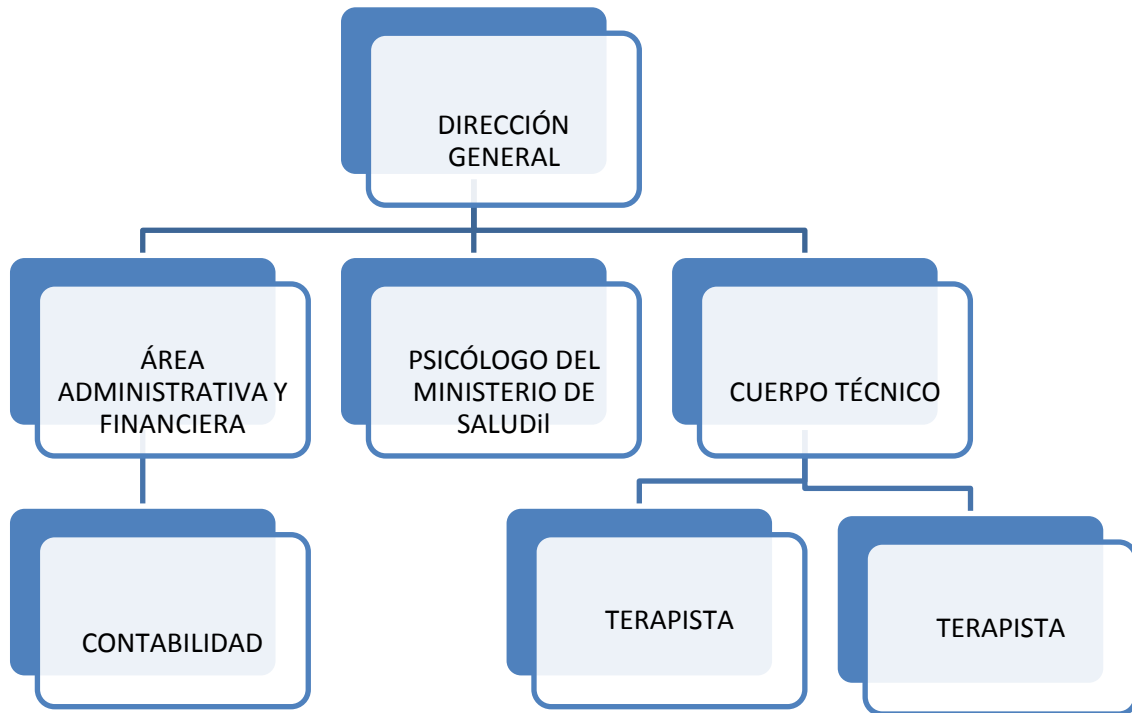 DIRECCIÓN
GENERAL
ÁREA
ADMINISTRATIVA Y
FINANCIERA
PSICÓLOGO DEL
MINISTERIO DE
SALUDil
CUERPO TÉCNICO
CONTABILIDAD
TERAPISTA
TERAPISTA